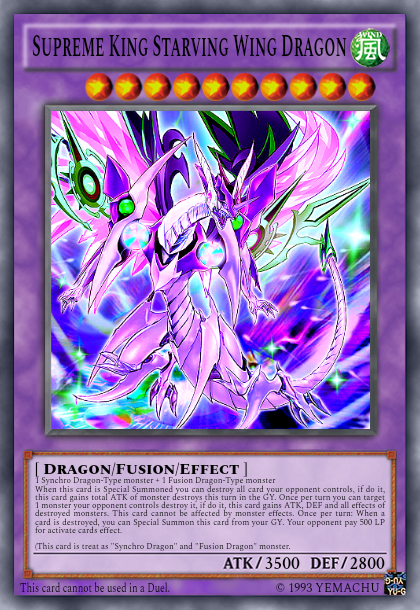 SUPREME KING STARVING WING DRAGON
WIND
風
[ DRAGON/FUSION/EFFECT ]
1 Synchro Dragon-Type monster + 1 Fusion Dragon-Type monster
When this card is Special Summoned you can destroy all card your opponent controls, if do it,
this card gains total ATK of monster destroys this turn in the GY. Once per turn you can target
1 monster your opponent controls destroy it, if do it, this card gains ATK, DEF and all effects of
destroyed monsters. This card cannot be affected by monster effects. Once per turn: When a
card is destroyed, you can Special Summon this card from your GY. Your opponent pay 500 LP
for activate cards effect.
(This card is treat as "Synchro Dragon" and "Fusion Dragon" monster.
ATK/3500 DEF/2800
This card cannot be used in a Duel.
© 1993 YEMACHU